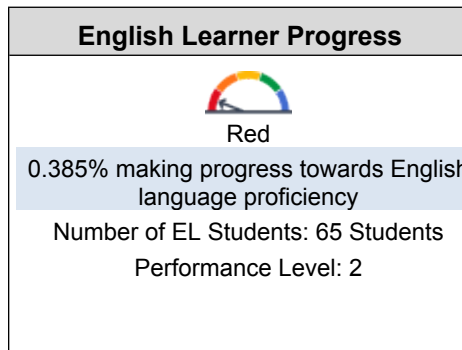 English Learner Progress
Red
0.385% making progress towards English
language proficiency
Number of EL Students: 65 Students
Performance Level: 2